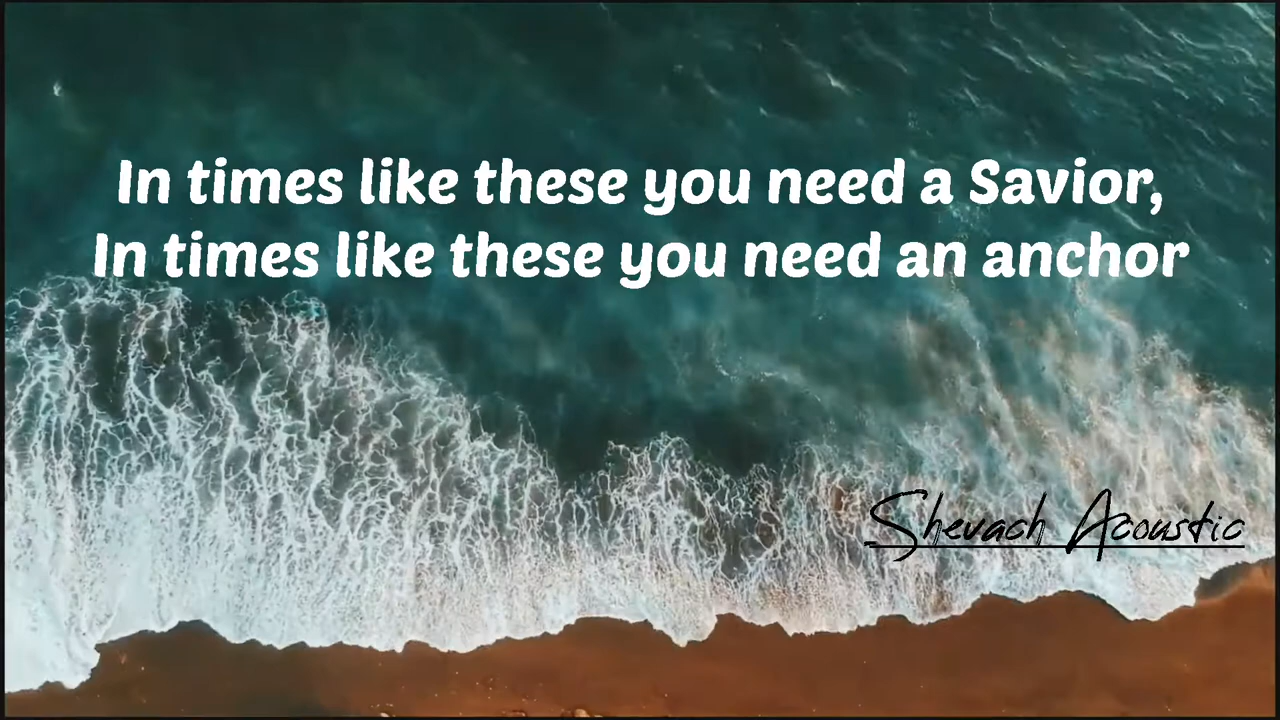 In times like these you need a Savior,
In times like these you need an anchor
Shevach Acoustic